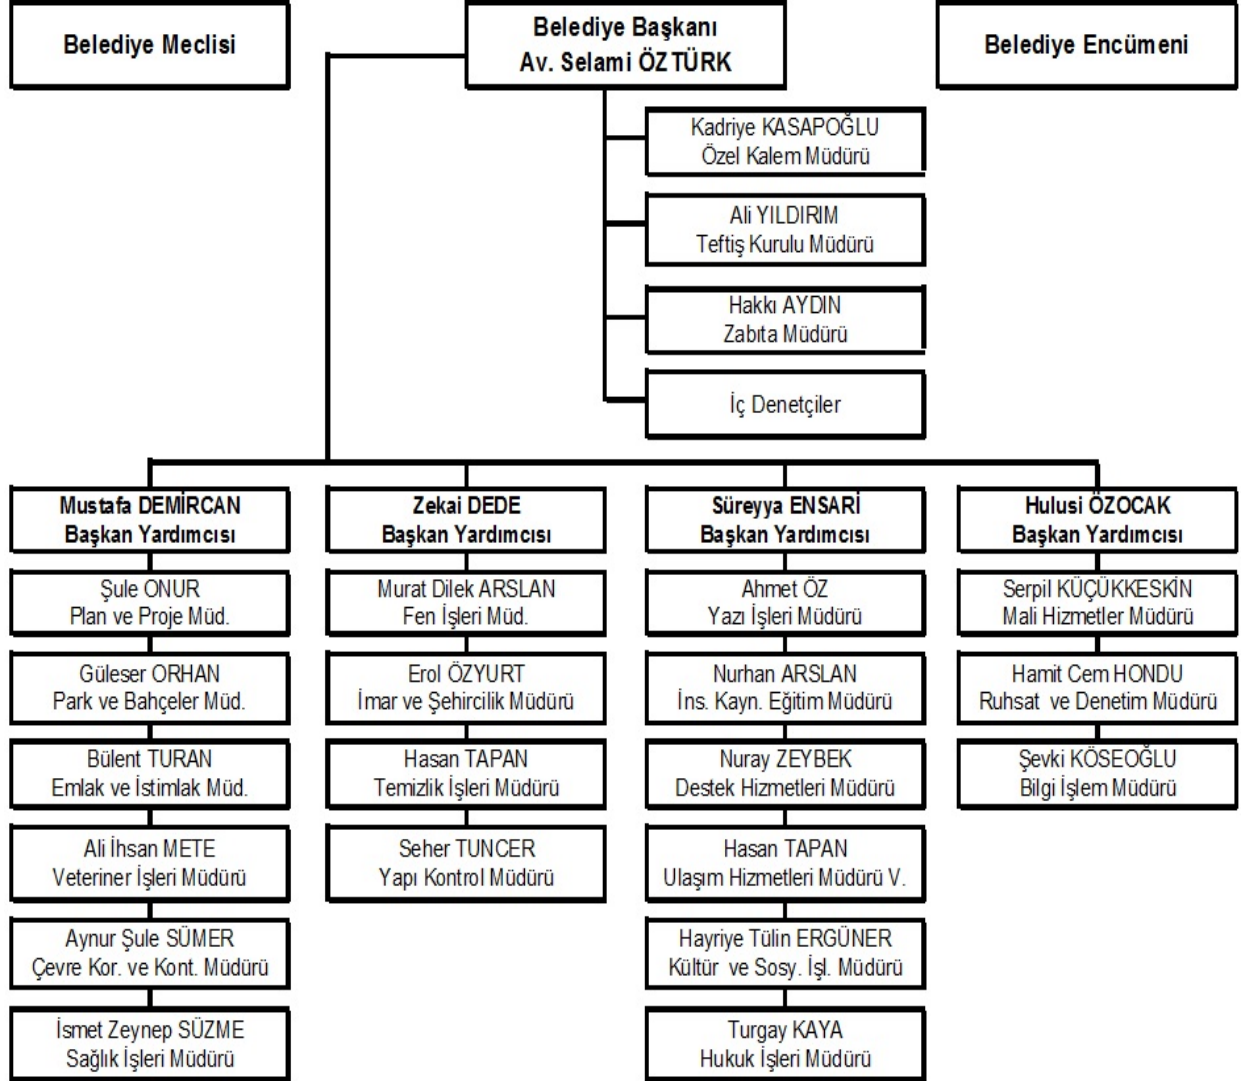 Belediye Meclisi
Belediye Başkanı
Av. Selami ÖZTÜRK
Belediye Encümeni
Kadriye KASAPOĞLU
Özel Kalem Müdürü
Ali YILDIRIM
Teftiş Kurulu Müdürü
Hakkı AYDIN
Zabıta Müdürü
İç Denetçiler
Mustafa DEMİRCAN
Başkan Yardımcısı
Şule ONUR
Plan ve Proje Müd.
Güleser ORHAN
Park ve Bahçeler Müd.
Bülent TURAN
Emlak ve İstimlak Müd.
Ali İhsan METE
Veteriner İşleri Müdürü
Aynur Şule SÜMER
Çevre Kor. ve Kont. Müdürü
İsmet Zeynep SÜZME
Sağlık İşleri Müdürü
Zekai DEDE
Başkan Yardımcısı
Murat Dilek ARSLAN
Fen İşleri Müd.
Erol ÖZYURT
İmar ve Şehircilik Müdürü
Hasan TAPAN
Temizlik İşleri Müdürü
Seher TUNCER
Yapı Kontrol Müdürü
Süreyya ENSARİ
Başkan Yardımcısı
Ahmet ÖZ
Yazı İşleri Müdürü
Nurhan ARSLAN
İns. Kayn. Eğitim Müdürü
Nuray ZEYBEK
Destek Hizmetleri Müdürü
Hasan TAPAN
Ulaşım Hizmetleri Müdürü V.
Hayriye Tülin ERGÜNER
Kültür ve Sosy. İşl. Müdürü
Turgay KAYA
Hukuk İşleri Müdürü
Hulusi ÖZOCAK
Başkan Yardımcısı
Serpil KÜÇÜKKESKİN
Mali Hizmetler Müdürü
Hamit Cem HONDU
Ruhsat ve Denetim Müdürü
Şevki KÖSEOĞLU
Bilgi İşlem Müdürü